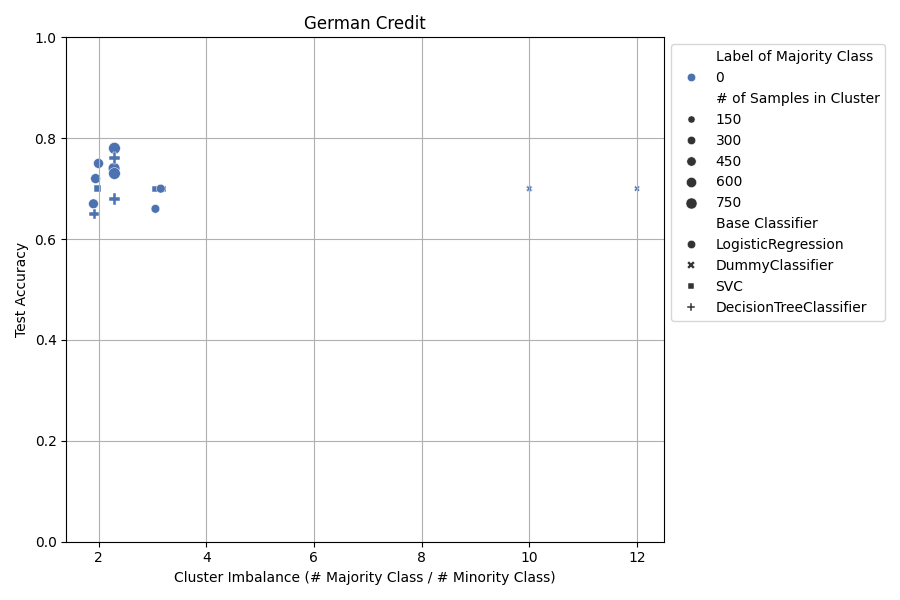 German Credit
1.0
0.8
0.6
0.4
0.2
0.0
Test Accuracy
2 4 6 8 10 12
Cluster Imbalance (# Majority Class / # Minority Class)
Label of Majority Class
0
# of Samples in Cluster
150
300
450
600
750
Base Classifier
LogisticRegression
DummyClassifier
SVC
DecisionTreeClassifier